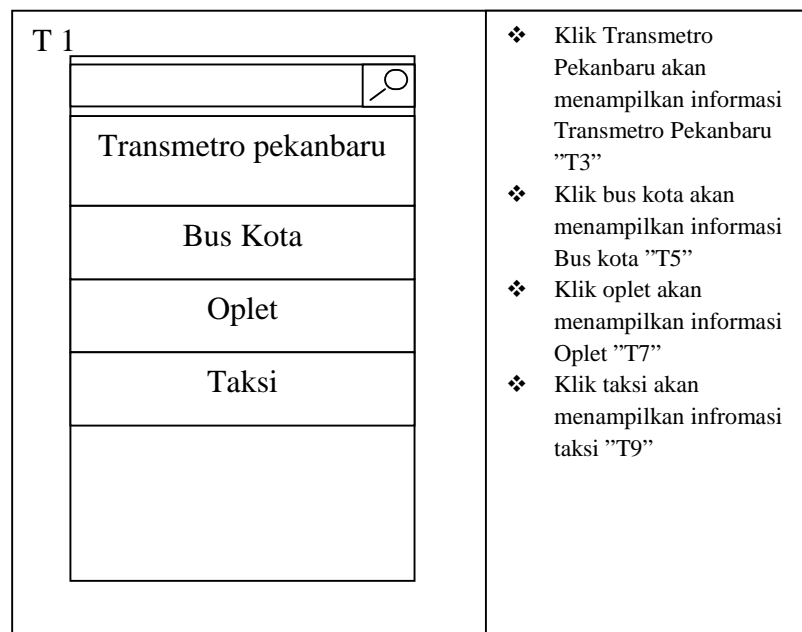 T 1
Transmetro pekanbaru
Bus Kota
Oplet
Taksi
❖ Klik Transmetro
Pekanbaru akan
menampilkan informasi
Transmetro Pekanbaru
”T3”
❖ Klik bus kota akan
menampilkan informasi
Bus kota ”T5”
❖ Klik oplet akan
menampilkan informasi
Oplet ”T7”
❖ Klik taksi akan
menampilkan infromasi
taksi ”T9”